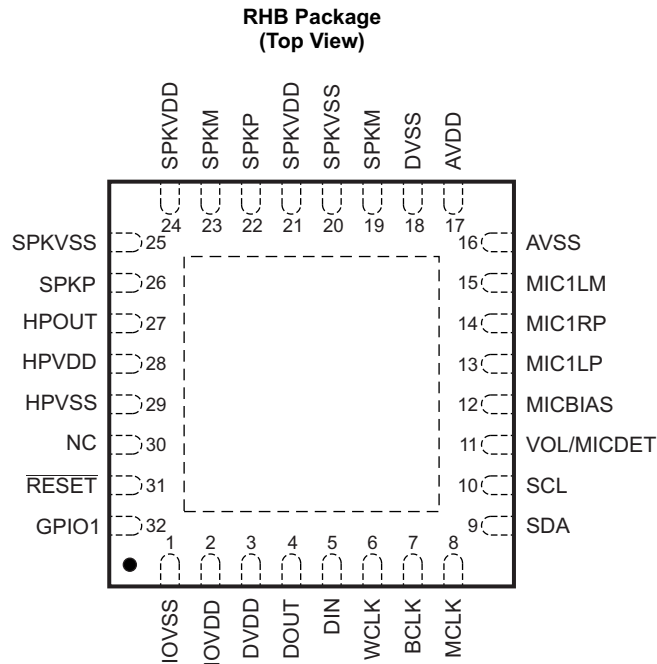 RHB Package
(Top View)
SPKVDD
SPKM
SPKP
SPKVDD
SPKVSS
SPKM
DVSS
AVDD
24 23 22 21 20 19 18 17
SPKVSS 25
SPKP 26
HPOUT 27
HPVDD 28
HPVSS 29
NC 30
RESET 31
GPIO1 32
16 AVSS
15 MIC1LM
14 MIC1RP
13 MIC1LP
12 MICBIAS
11 VOL/MICDET
10 SCL
9 SDA
1 2 3 4 5 6 7 8
IOVSS
IOVDD
DVDD
DOUT
DIN
WCLK
BCLK
MCLK